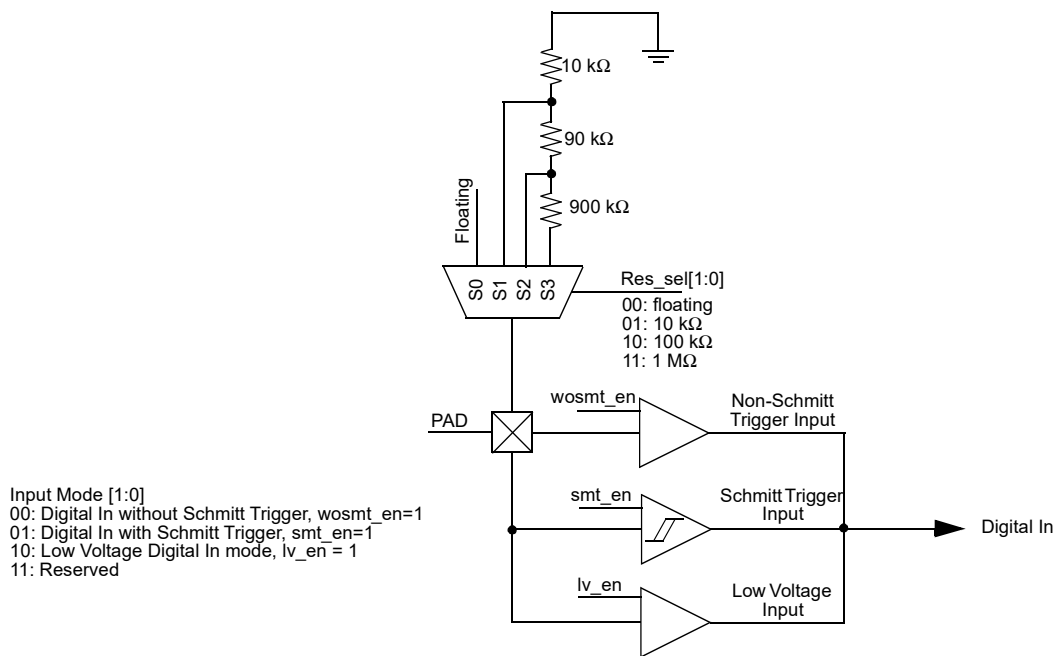 10 kΩ
90 kΩ
900 kΩ
Floating
S0
S1
S2
S3
Res_sel[1:0]
00: floating
01: 10 kΩ
10: 100 kΩ
11: 1 MΩ
PAD
wosmt_en
Non-Schmitt
Trigger Input
Input Mode [1:0]
00: Digital In without Schmitt Trigger, wosmt_en=1
01: Digital In with Schmitt Trigger, smt_en=1
10: Low Voltage Digital In mode, lv_en = 1
11: Reserved
smt_en
Schmitt Trigger
Input
Digital In
lv_en
Low Voltage
Input